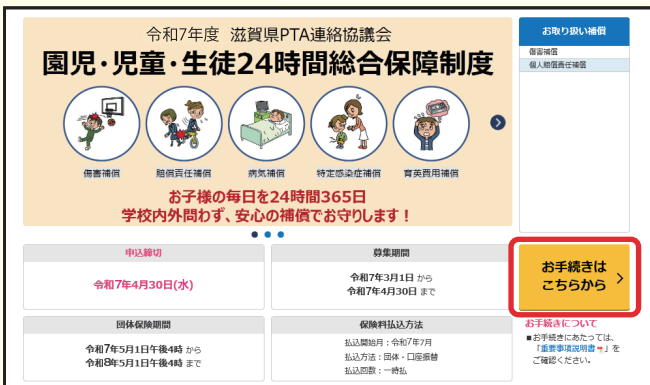 令和7年度 滋賀県PTA連絡協議会
園児・児童・生徒24時間総合保障制度
傷害補償
賠償責任補償
病気補償
特定感染症補償
育英費用補償
お子様の毎日を24時間365日
学校内外問わず、安心の補償でお守りします！
お取り扱い補償
傷害補償
個人賠償責任補償
申込締切
令和7年4月30日(水)
募集期間
令和7年3月1日 から
令和7年4月30日 まで
お手続きは
こちらから
団体保険期間
令和7年5月1日午後4時 から
令和8年5月1日午後4時 まで
保険料払込方法
払込開始月：令和7年7月
払込方法：団体・口座振替
払込回数：一時払
お手続きについて
■お手続きにあたっては、
「重要事項説明書」を
ご確認ください。